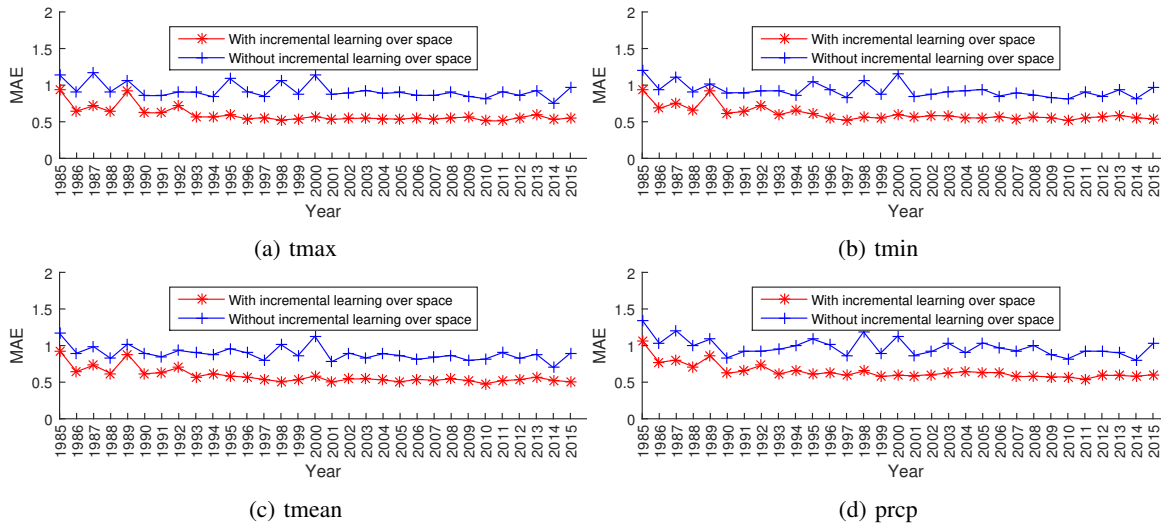 2
1.5
1
0.5
0
MAE
With incremental learning over space
Without incremental learning over space
1985 1986 1987 1988 1989 1990 1991 1992 1993 1994 1995 1996 1997 1998 1999 2000 2001 2002 2003 2004 2005 2006 2007 2008 2009 2010 2011 2012 2013 2014 2015
Year
(a) tmax
2
1.5
1
0.5
0
MAE
With incremental learning over space
Without incremental learning over space
1985 1986 1987 1988 1989 1990 1991 1992 1993 1994 1995 1996 1997 1998 1999 2000 2001 2002 2003 2004 2005 2006 2007 2008 2009 2010 2011 2012 2013 2014 2015
Year
(b) tmin
2
1.5
1
0.5
0
MAE
With incremental learning over space
Without incremental learning over space
1985 1986 1987 1988 1989 1990 1991 1992 1993 1994 1995 1996 1997 1998 1999 2000 2001 2002 2003 2004 2005 2006 2007 2008 2009 2010 2011 2012 2013 2014 2015
Year
(c) tmean
2
1.5
1
0.5
0
MAE
With incremental learning over space
Without incremental learning over space
1985 1986 1987 1988 1989 1990 1991 1992 1993 1994 1995 1996 1997 1998 1999 2000 2001 2002 2003 2004 2005 2006 2007 2008 2009 2010 2011 2012 2013 2014 2015
Year
(d) prcp